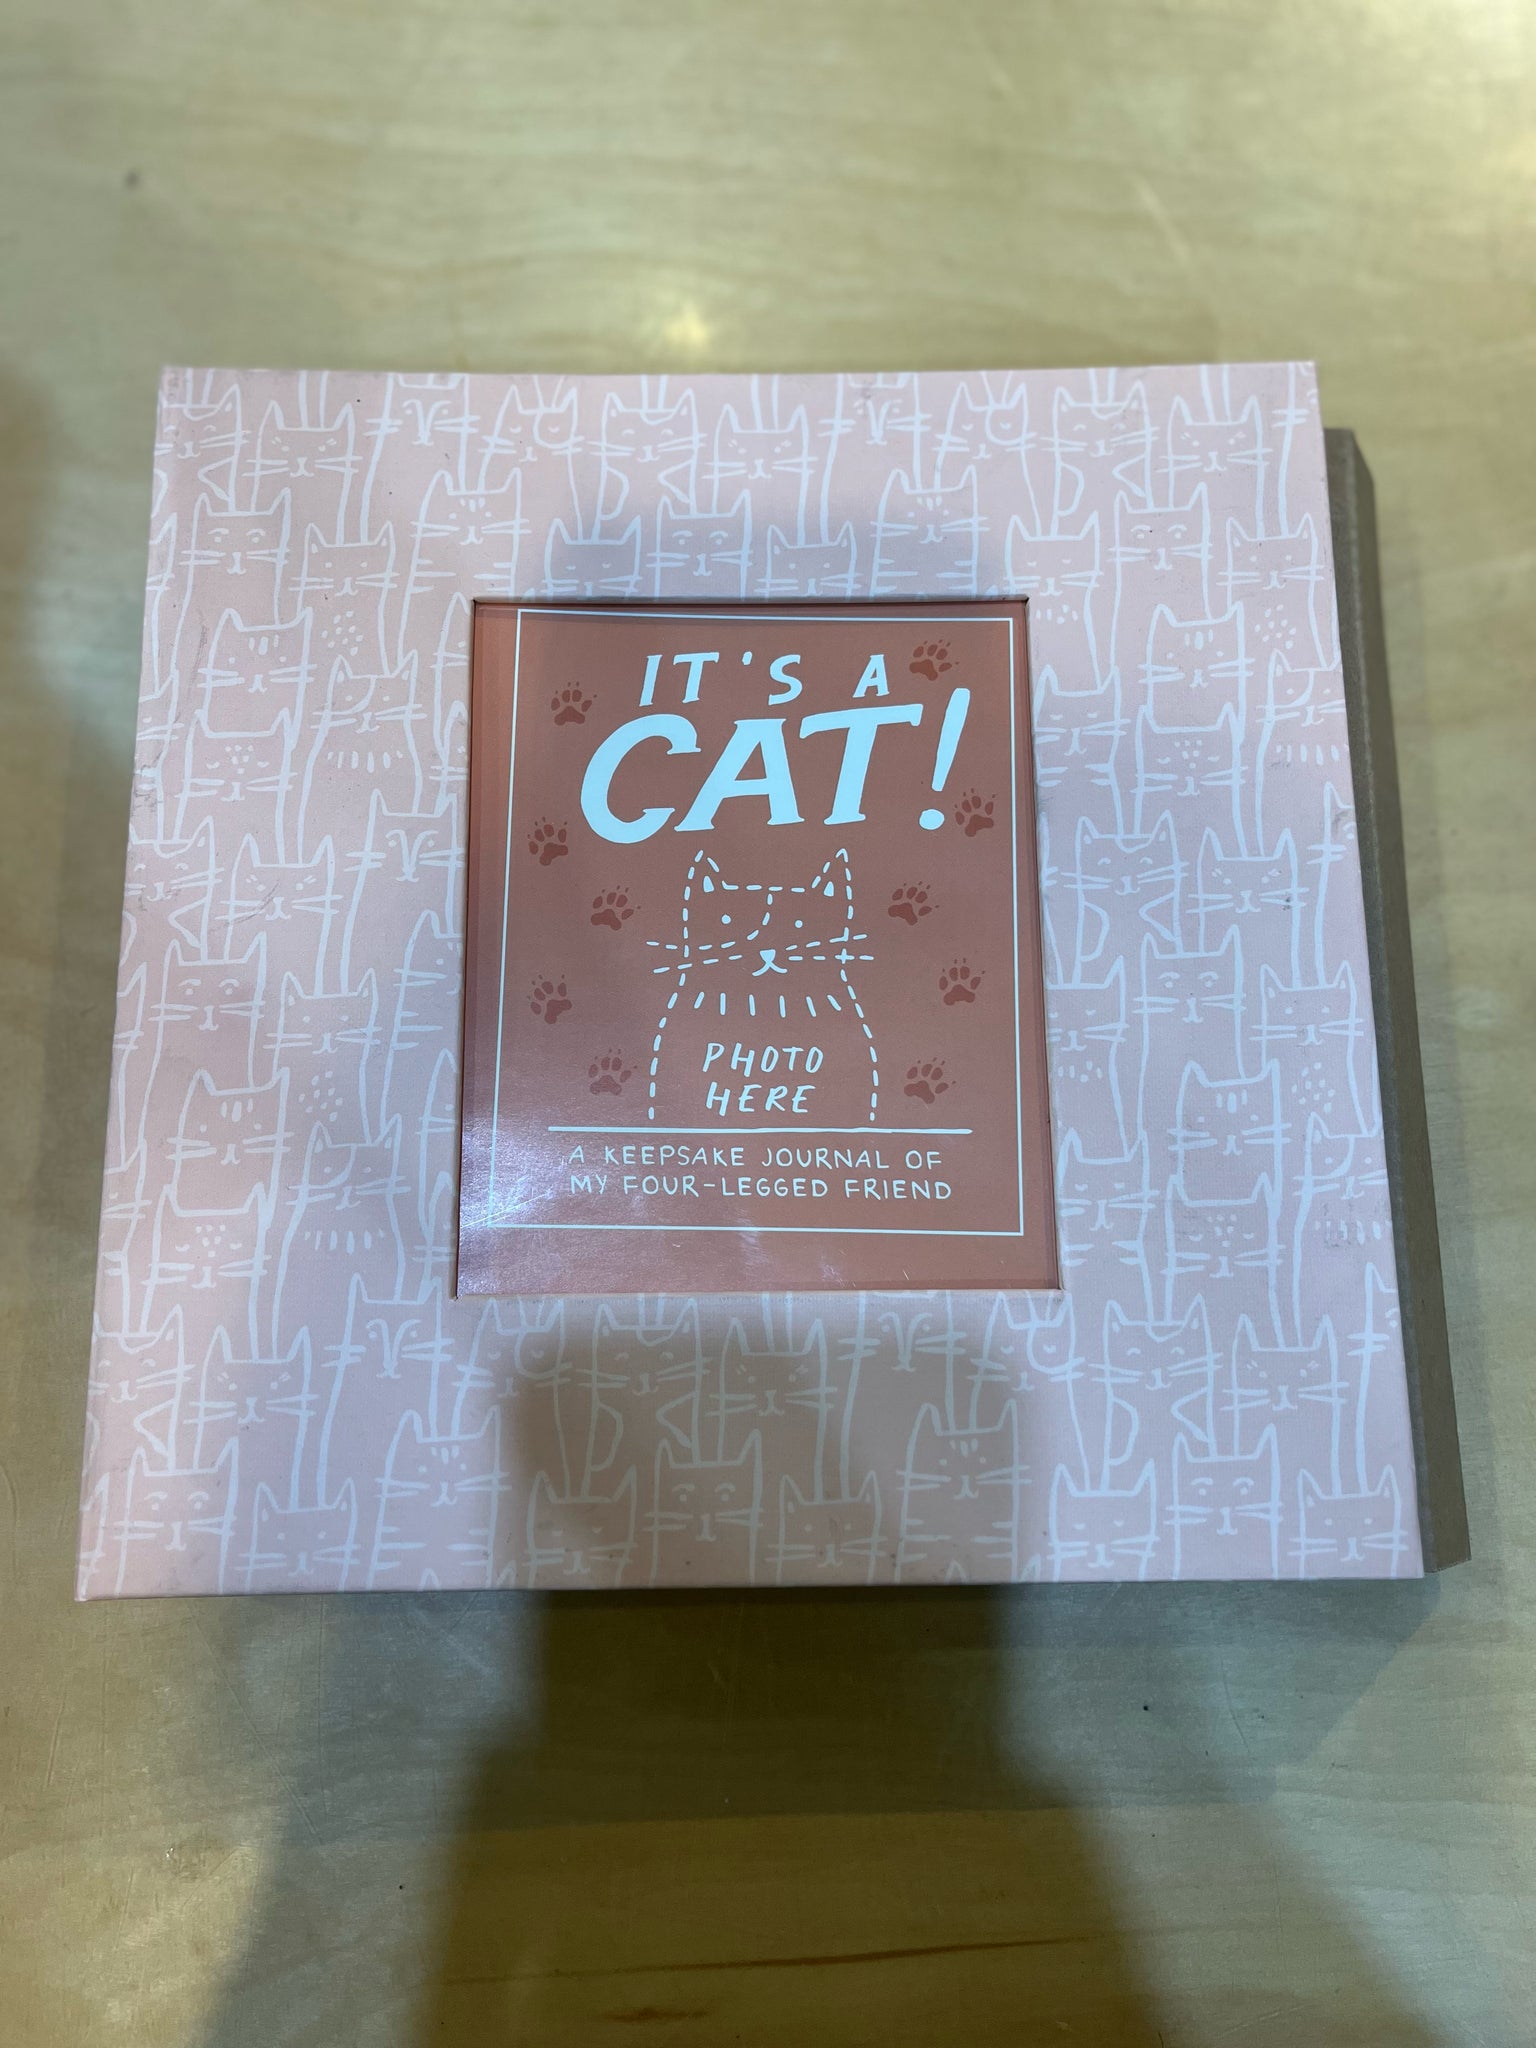 IT'S A
CAT!
PHOTO
HERE
A KEEPSAKE JOURNAL OF
MY FOUR-LEGGED FRIEND